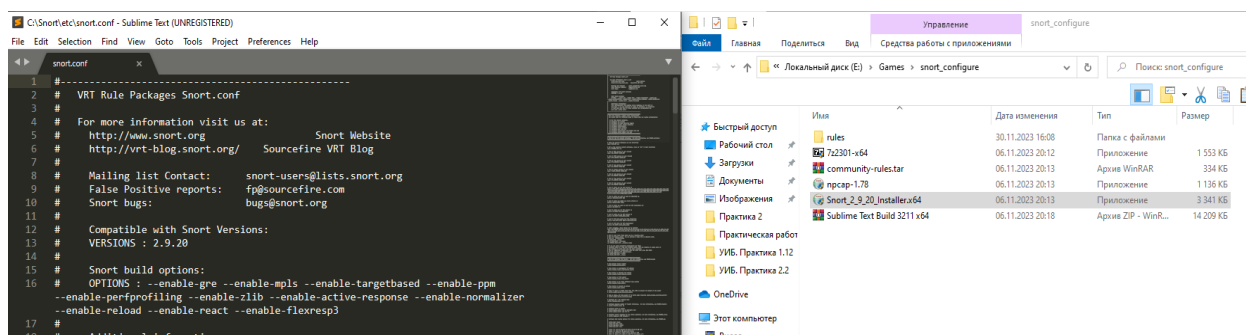 C:\Snort\etc\snort.conf - Sublime Text (UNREGISTERED)
File Edit Selection Find View Goto Tools Project Preferences Help
snort.conf
1 #--------------------------------------------------
2 # VRT Rule Packages Snort.conf
3 #
4 # For more information visit us at:
5 # http://www.snort.org Snort Website
6 # http://vrt-blog.snort.org/ Sourcefire VRT Blog
7 #
8 # Mailing list Contact: snort-users@lists.snort.org
9 # False Positive reports: fp@sourcefire.com
10 # Snort bugs: bugs@snort.org
11 #
12 # Compatible with Snort Versions:
13 # VERSIONS : 2.9.20
14 #
15 # Snort build options:
16 # OPTIONS : --enable-gre --enable-mpls --enable-targetbased --enable-ppm
--enable-perfprofiling --enable-zlib --enable-active-response --enable-normalizer
--enable-reload --enable-react --enable-flexresp3
17 #
Управление
snort_configure
Файл Главная Поделиться Вид Средства работы с приложениями
« Локальный диск (E:) › Games › snort_configure
Поиск: snort_configure
Имя Дата изменения Тип Размер
rules 30.11.2023 16:08 Папка с файлами
7z2301-x64 06.11.2023 20:12 Приложение 1 553 КБ
community-rules.tar 06.11.2023 20:13 Архив WinRAR 334 КБ
npcap-1.78 06.11.2023 20:13 Приложение 1 136 КБ
Snort_2_9_20_Installer.x64 06.11.2023 20:13 Приложение 3 341 КБ
Sublime Text Build 3211 x64 06.11.2023 20:18 Архив ZIP - WinR... 14 209 КБ
Быстрый доступ
Рабочий стол
Загрузки
Документы
Изображения
Практика 2
Практическая работ
УИБ. Практика 1.12
УИБ. Практика 2.2
OneDrive
Этот компьютер